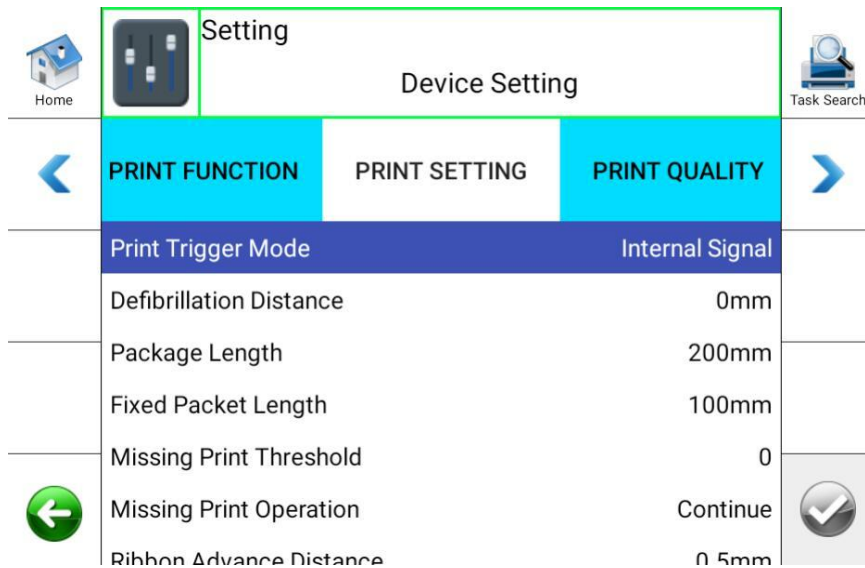 Setting
Device Setting
Home
Task Search
PRINT FUNCTION PRINT SETTING PRINT QUALITY
Print Trigger Mode Internal Signal
Defibrillation Distance 0mm
Package Length 200mm
Fixed Packet Length 100mm
Missing Print Threshold 0
Missing Print Operation Continue
Ribbon Advance Distance 0.5mm